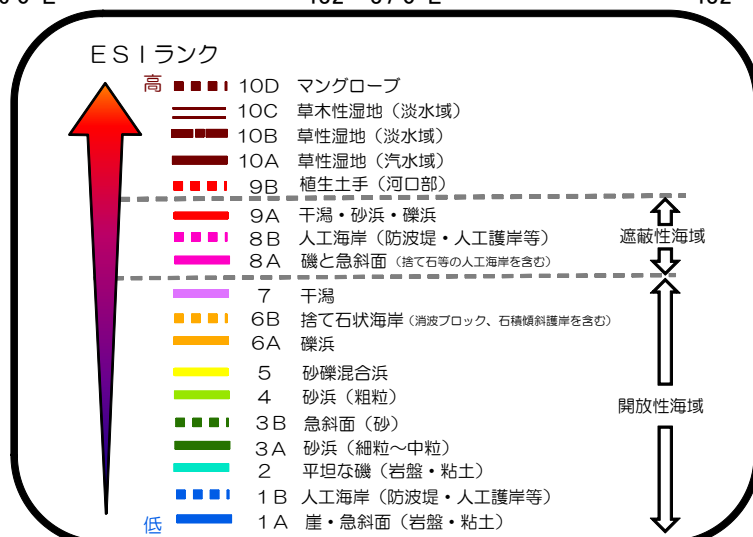 ESIランク
高
10D マングローブ
10C 草木性湿地（淡水域）
10B 草性湿地（淡水域）
10A 草性湿地（汽水域）
9B 植生土手（河口部）
9A 干潟・砂浜・礫浜
8B 人工海岸（防波堤・人工護岸等）
遮蔽性海域
8A 磯と急斜面（捨て石等の人工海岸を含む）
7 干潟
6B 捨て石状海岸（消波ブロック、石積傾斜護岸を含む）
6A 礫浜
5 砂礫混合浜
4 砂浜（粗粒）
開放性海域
3B 急斜面（砂）
3A 砂浜（細粒～中粒）
2 平坦な磯（岩盤・粘土）
1B 人工海岸（防波堤・人工護岸等）
低
1A 崖・急斜面（岩盤・粘土）